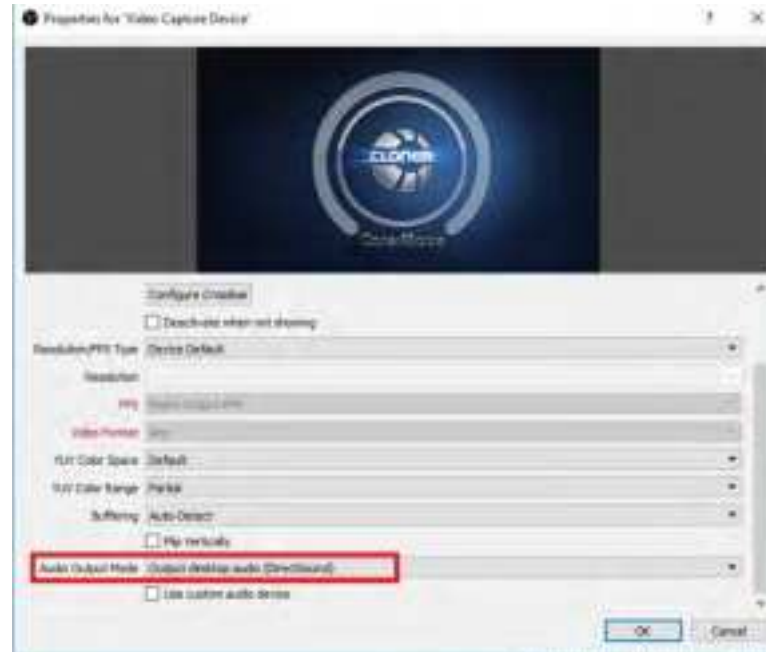 Properties for 'Video Capture Device'
CLONER
Configure Crossbar
Deactivate when not showing
Resolution/FPS Type Device Default
Resolution
FPS
Video Format Any
YUV Color Space Default
YUV Color Range Partial
Buffering Auto-Detect
Flip Vertically
Audio Output Mode Output desktop audio (DirectSound)
Use custom audio device
OK Cancel